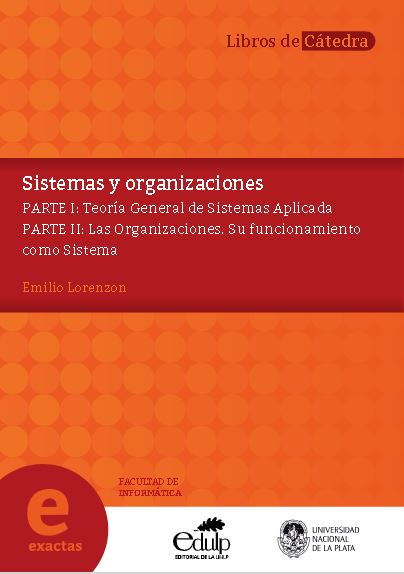 Libros de Cátedra
Sistemas y organizaciones
PARTE I: Teoría General de Sistemas Aplicada
PARTE II: Las Organizaciones. Su funcionamiento
como Sistema
Emilio Lorenzon
FACULTAD DE
INFORMÁTICA
e
exactas
edulp
EDITORIAL DE LA UNLP
UNIVERSIDAD
NACIONAL
DE LA PLATA